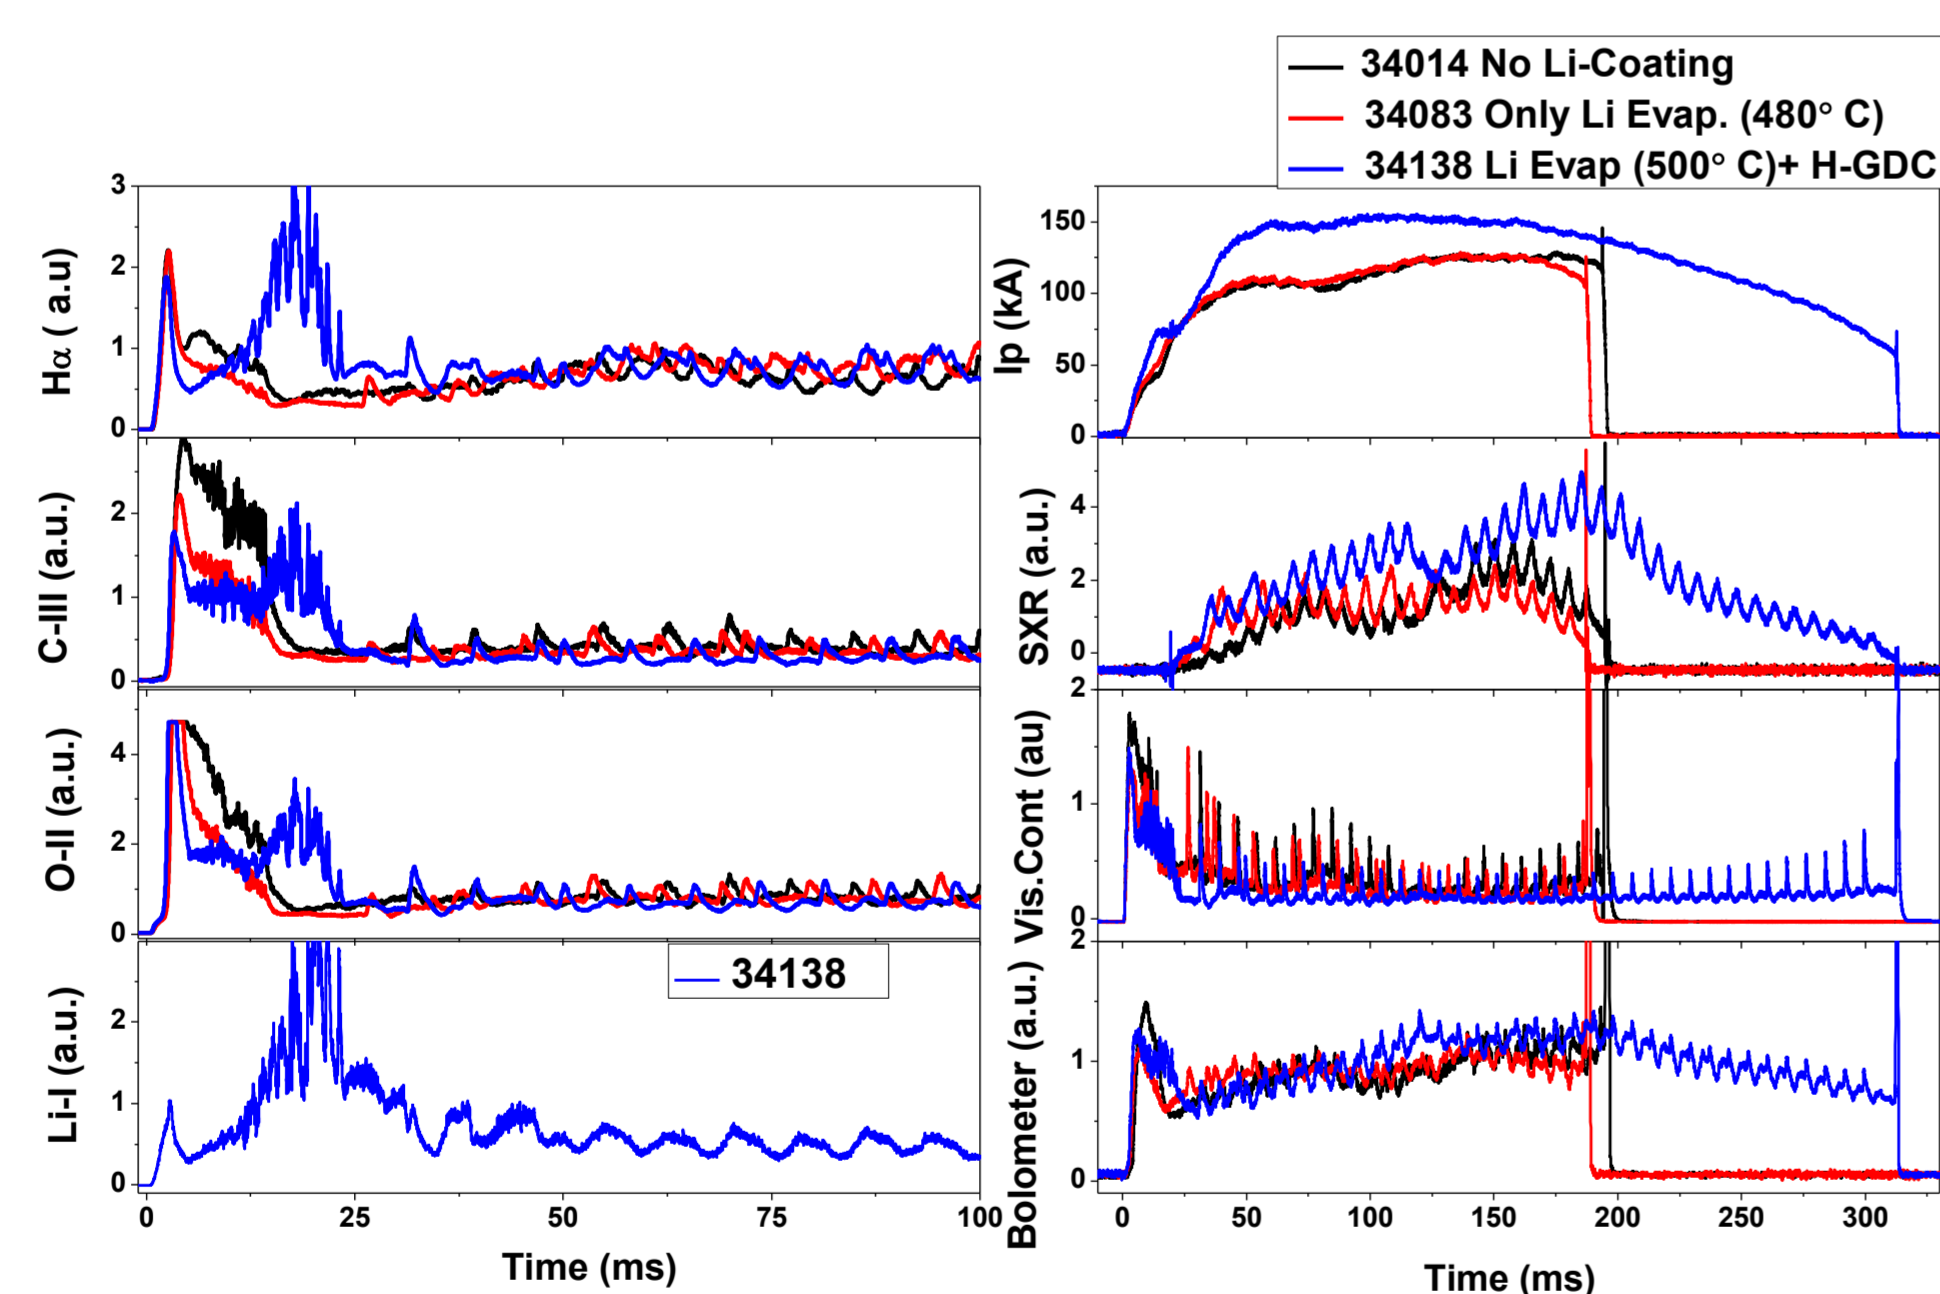 34014 No Li-Coating
34083 Only Li Evap. (480° C)
34138 Li Evap (500° C)+ H-GDC
Hα ( a.u)
3
2
1
0
C-III (a.u.)
2
1
0
O-II (a.u.)
4
2
0
Li-I (a.u.)
2
1
0
34138
0 25 50 75 100
Time (ms)
Ip (kA)
150
100
50
0
SXR (a.u.)
4
2
0
Vis.Cont (au)
2
1
0
Bolometer (a.u.)
2
1
0
0 50 100 150 200 250 300
Time (ms)